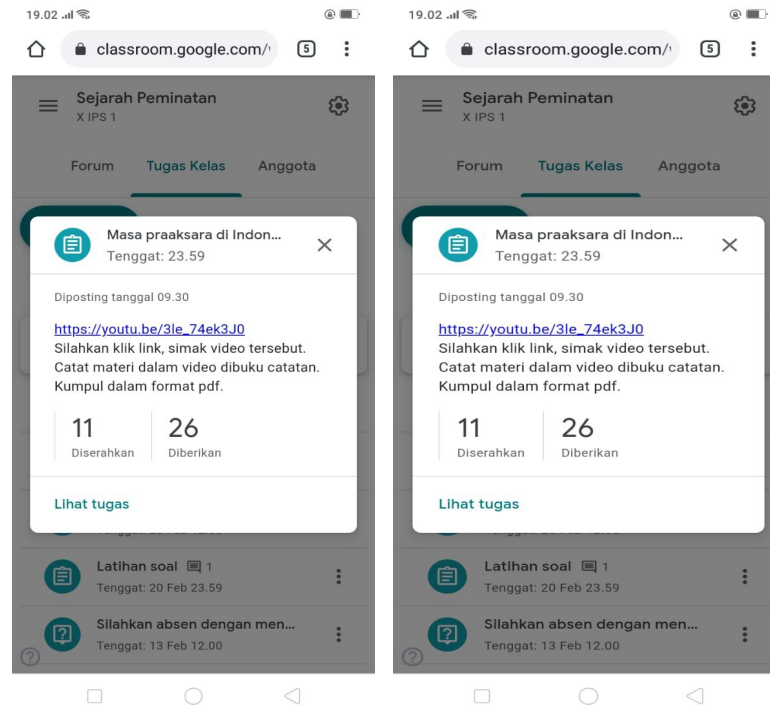 19.02
classroom.google.com/
5
Sejarah Peminatan
X IPS 1
Forum Tugas Kelas Anggota
Masa praaksara di Indon...
Tenggat: 23.59
Diposting tanggal 09.30
https://youtu.be/3le_74ek3J0
Silahkan klik link, simak video tersebut.
Catat materi dalam video dibuku catatan.
Kumpul dalam format pdf.
11 26
Diserahkan Diberikan
Lihat tugas
Latihan soal 1
Tenggat: 20 Feb 23.59
Silahkan absen dengan men...
Tenggat: 13 Feb 12.00
19.02
classroom.google.com/
5
Sejarah Peminatan
X IPS 1
Forum Tugas Kelas Anggota
Masa praaksara di Indon...
Tenggat: 23.59
Diposting tanggal 09.30
https://youtu.be/3le_74ek3J0
Silahkan klik link, simak video tersebut.
Catat materi dalam video dibuku catatan.
Kumpul dalam format pdf.
11 26
Diserahkan Diberikan
Lihat tugas
Latihan soal 1
Tenggat: 20 Feb 23.59
Silahkan absen dengan men...
Tenggat: 13 Feb 12.00